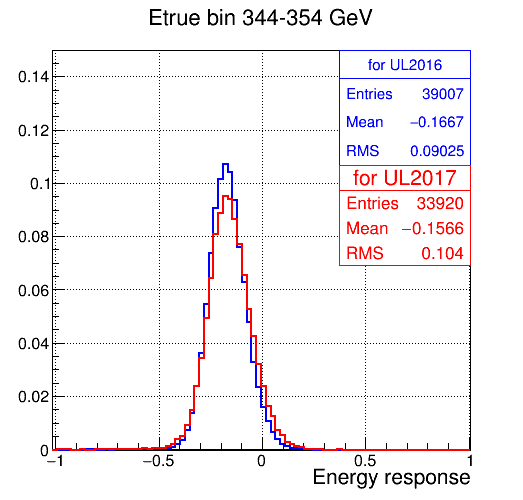 Etrue bin 344-354 GeV
for UL2016
Entries 39007
Mean −0.1667
RMS 0.09025
for UL2017
Entries 33920
Mean −0.1566
RMS 0.104
0.14
0.12
0.1
0.08
0.06
0.04
0.02
0
−1 −0.5 0 0.5 1
Energy response